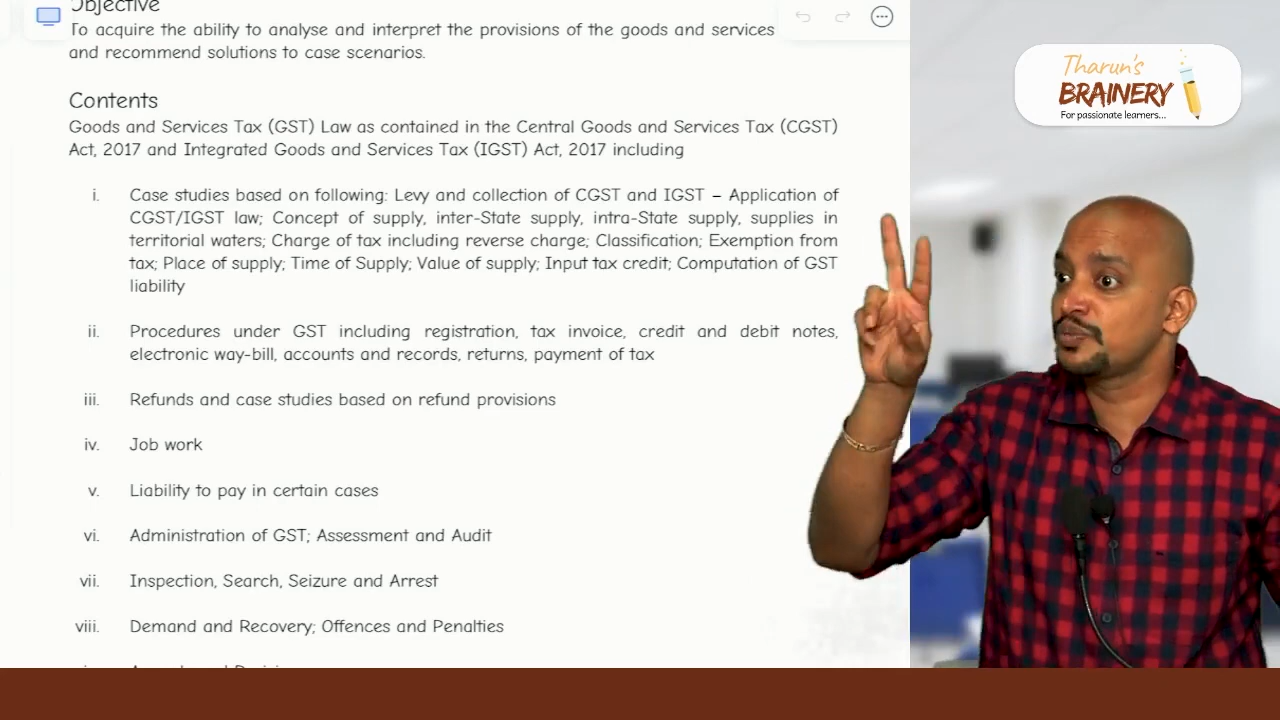 Objective
To acquire the ability to analyse and interpret the provisions of the goods and services
and recommend solutions to case scenarios.
Contents
Goods and Services Tax (GST) Law as contained in the Central Goods and Services Tax (CGST)
Act, 2017 and Integrated Goods and Services Tax (IGST) Act, 2017 including
i. Case studies based on following: Levy and collection of CGST and IGST – Application of
CGST/IGST law; Concept of supply, inter-State supply, intra-State supply, supplies in
territorial waters; Charge of tax including reverse charge; Classification; Exemption from
tax; Place of supply; Time of Supply; Value of supply; Input tax credit; Computation of GST
liability
ii. Procedures under GST including registration, tax invoice, credit and debit notes,
electronic way-bill, accounts and records, returns, payment of tax
iii. Refunds and case studies based on refund provisions
iv. Job work
v. Liability to pay in certain cases
vi. Administration of GST; Assessment and Audit
vii. Inspection, Search, Seizure and Arrest
viii. Demand and Recovery; Offences and Penalties
Tharun's
BRAINERY
For passionate learners...